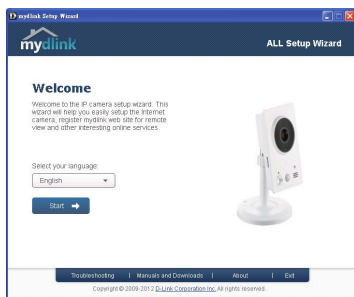 mydlink Setup Wizard
mydlink
ALL Setup Wizard
Welcome
Welcome to the IP camera setup wizard. This
wizard will help you easily setup the Internet
camera, register mydlink web site for remote
view and other interesting online services.
Select your language:
English
Start
Troubleshooting | Manuals and Downloads | About | Exit
Copyright © 2009-2012 D-Link Corporation Inc. All rights reserved.